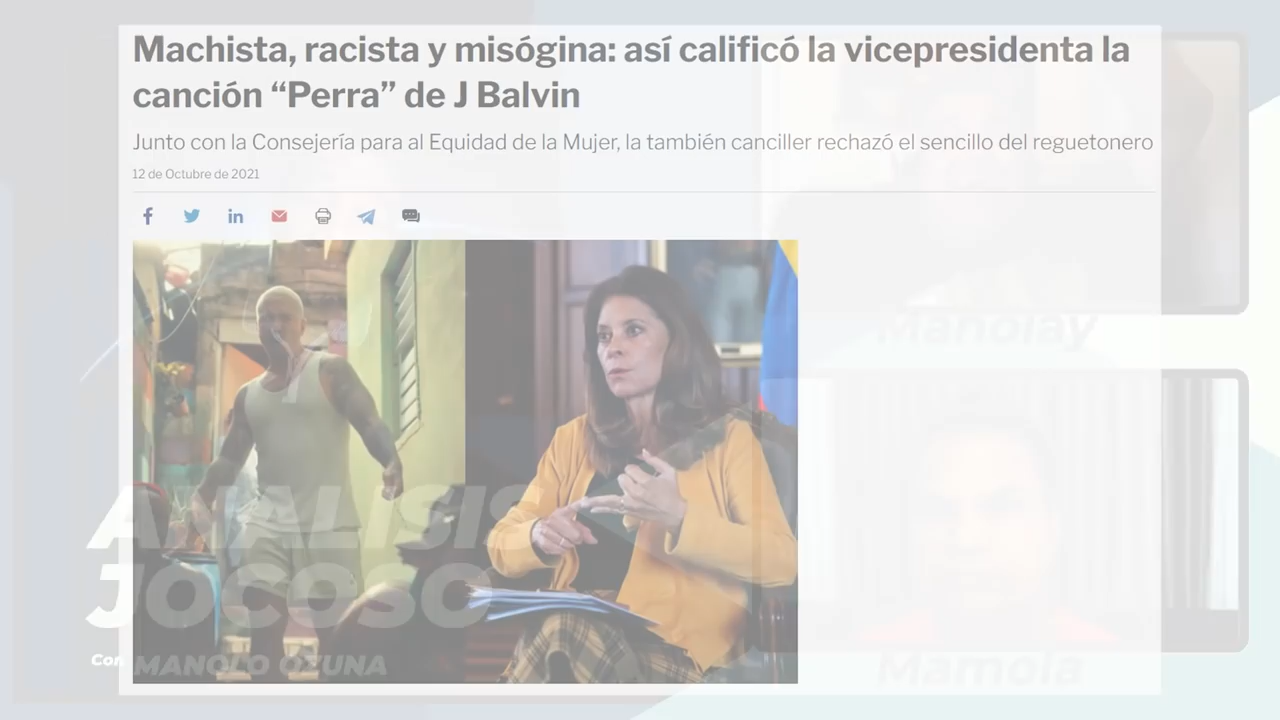 Machista, racista y misógina: así calificó la vicepresidenta la
canción “Perra” de J Balvin
Junto con la Consejería para al Equidad de la Mujer, la también canciller rechazó el sencillo del reguetonero
12 de Octubre de 2021
ANALISIS
JOCOSO
Con MANOLO OZUNA
Manolay
Mamola